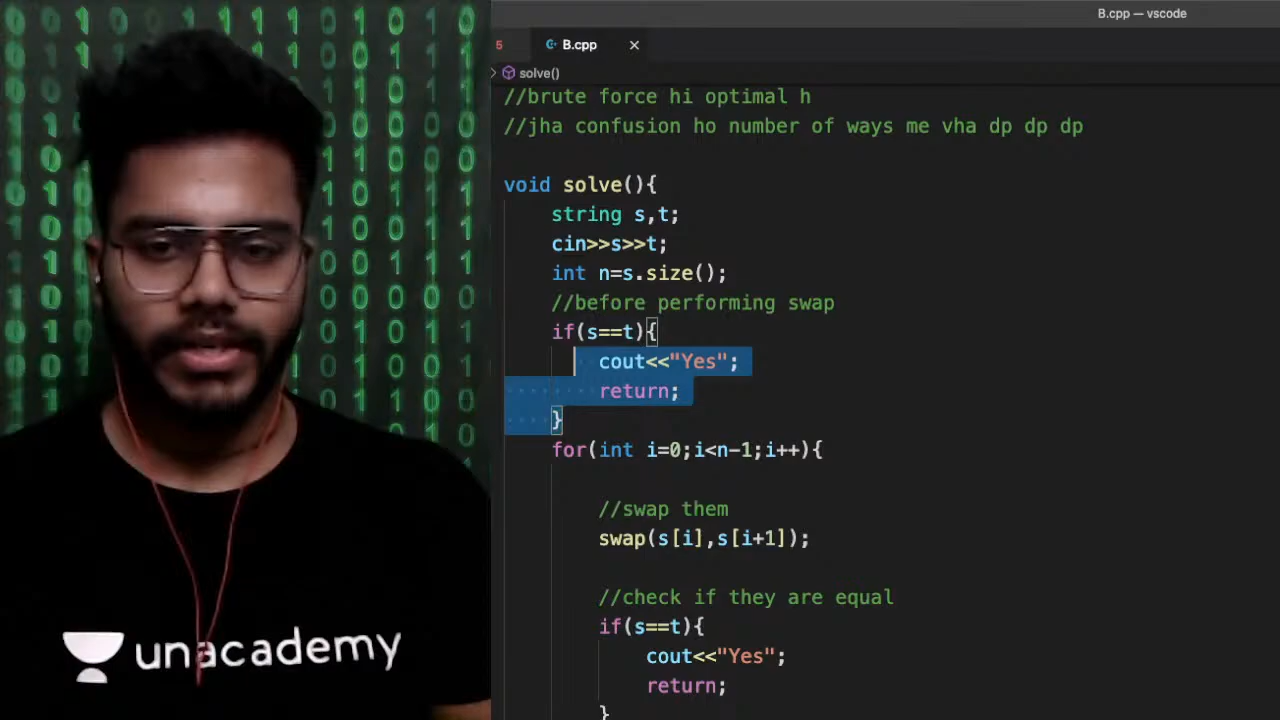 B.cpp — vscode
5 B.cpp
solve()
//brute force hi optimal h
//jha confusion ho number of ways me vha dp dp dp
void solve(){
string s,t;
cin>>s>>t;
int n=s.size();
//before performing swap
if(s==t){
cout<<"Yes";
return;
}
for(int i=0;i<n-1;i++){
//swap them
swap(s[i],s[i+1]);
//check if they are equal
if(s==t){
cout<<"Yes";
return;
}
unacademy